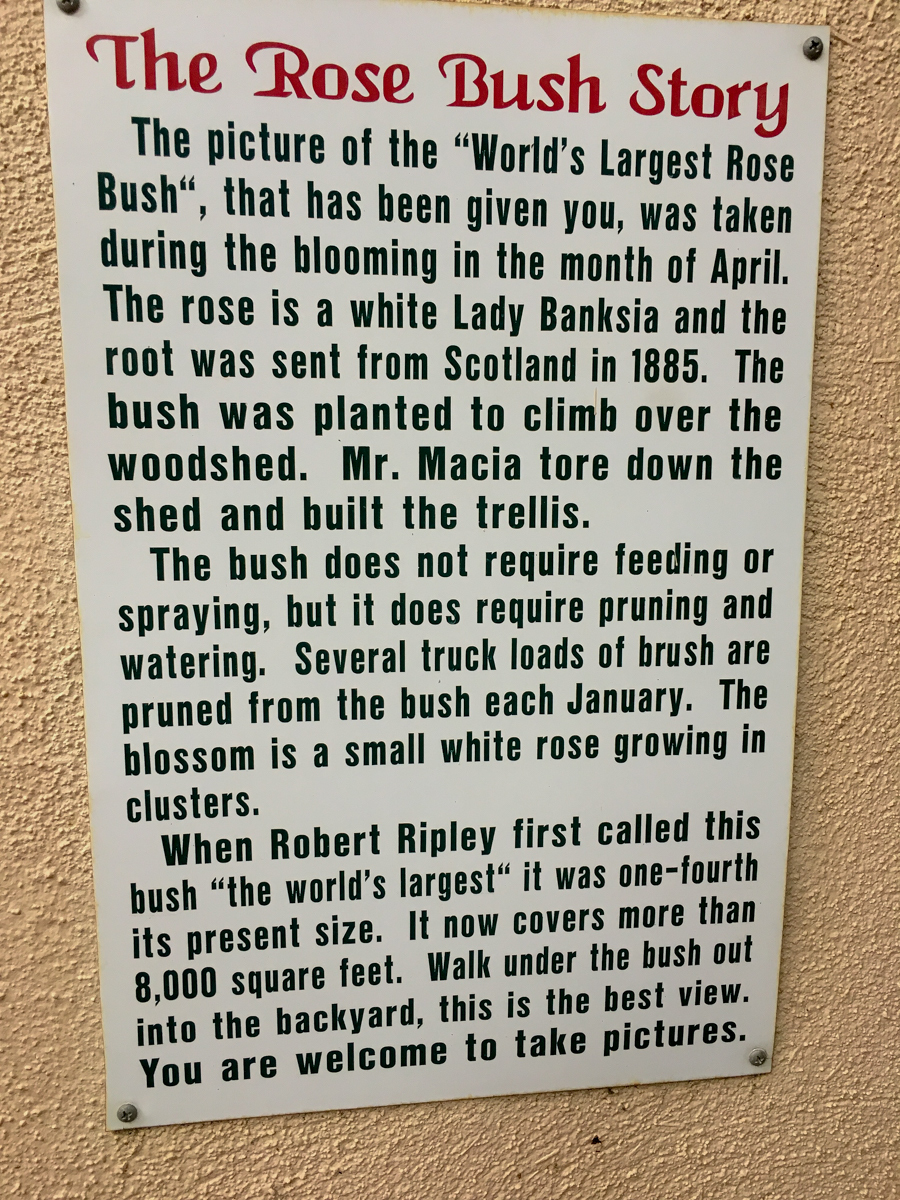 The Rose Bush Story
The picture of the “World’s Largest Rose
Bush“, that has been given you, was taken
during the blooming in the month of April.
The rose is a white Lady Banksia and the
root was sent from Scotland in 1885. The
bush was planted to climb over the
woodshed. Mr. Macia tore down the
shed and built the trellis.
The bush does not require feeding or
spraying, but it does require pruning and
watering. Several truck loads of brush are
pruned from the bush each January. The
blossom is a small white rose growing in
clusters.
When Robert Ripley first called this
bush “the world’s largest“ it was one-fourth
its present size. It now covers more than
8,000 square feet. Walk under the bush out
into the backyard, this is the best view.
You are welcome to take pictures.